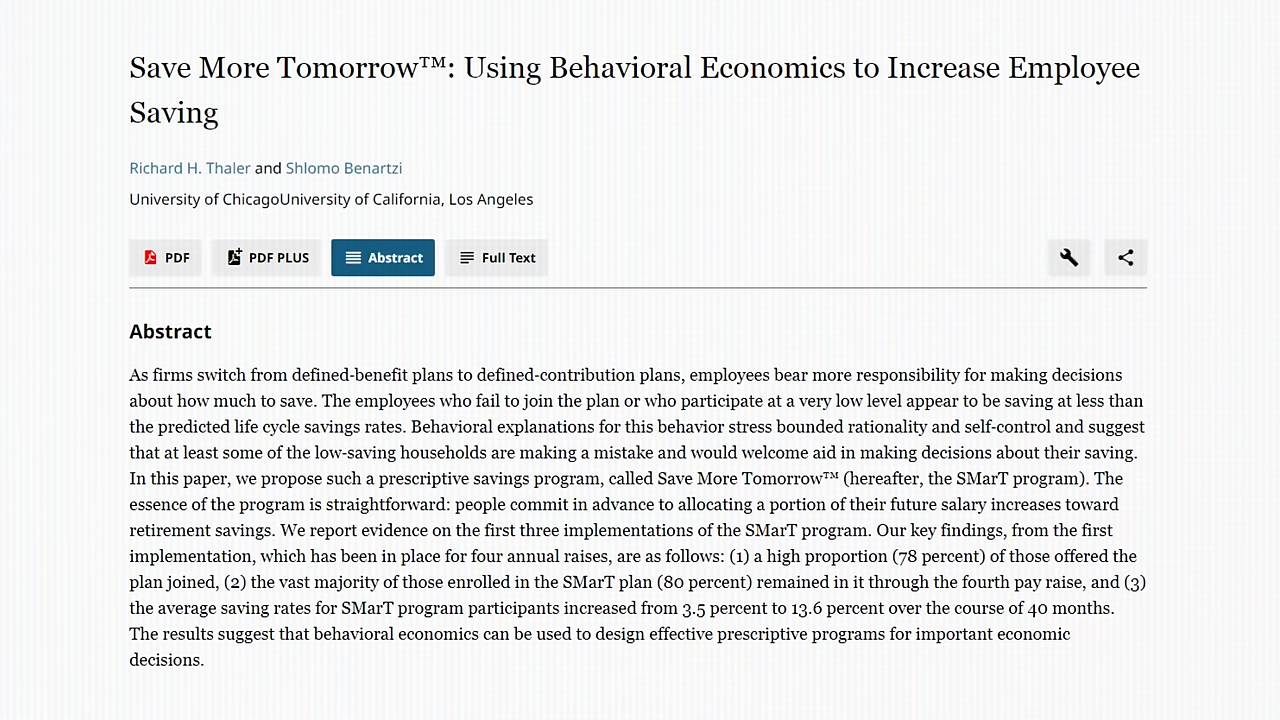 Save More Tomorrow™: Using Behavioral Economics to Increase Employee
Saving
Richard H. Thaler and Shlomo Benartzi
University of ChicagoUniversity of California, Los Angeles
PDF
PDF PLUS
Abstract
Full Text
Abstract
As firms switch from defined-benefit plans to defined-contribution plans, employees bear more responsibility for making decisions
about how much to save. The employees who fail to join the plan or who participate at a very low level appear to be saving at less than
the predicted life cycle savings rates. Behavioral explanations for this behavior stress bounded rationality and self-control and suggest
that at least some of the low-saving households are making a mistake and would welcome aid in making decisions about their saving.
In this paper, we propose such a prescriptive savings program, called Save More Tomorrow™ (hereafter, the SMarT program). The
essence of the program is straightforward: people commit in advance to allocating a portion of their future salary increases toward
retirement savings. We report evidence on the first three implementations of the SMarT program. Our key findings, from the first
implementation, which has been in place for four annual raises, are as follows: (1) a high proportion (78 percent) of those offered the
plan joined, (2) the vast majority of those enrolled in the SMarT plan (80 percent) remained in it through the fourth pay raise, and (3)
the average saving rates for SMarT program participants increased from 3.5 percent to 13.6 percent over the course of 40 months.
The results suggest that behavioral economics can be used to design effective prescriptive programs for important economic
decisions.